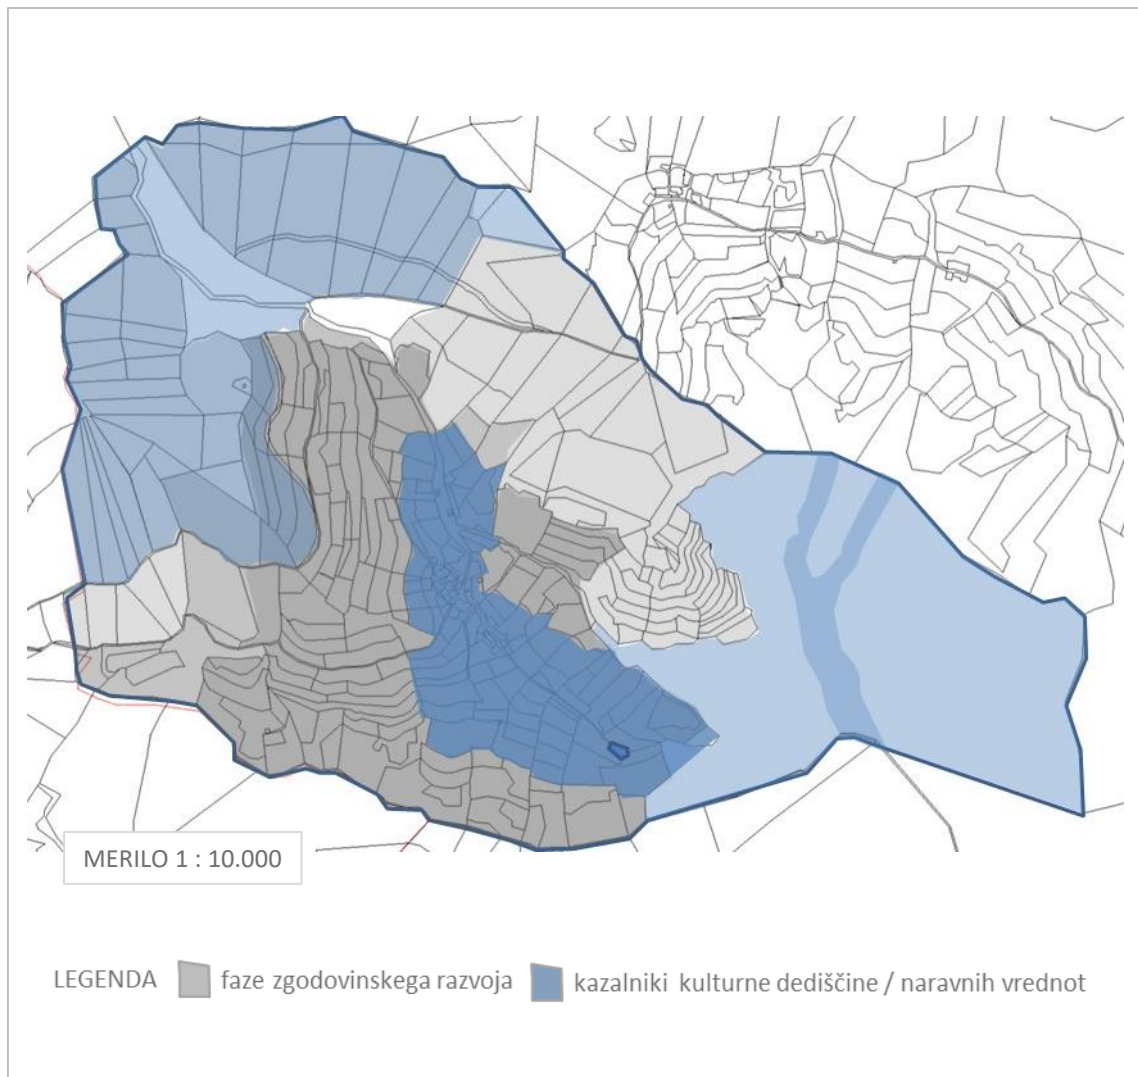 MERILO 1 : 10.000
LEGENDA faze zgodovinskega razvoja kazalniki kulturne dediščine / naravnih vrednot